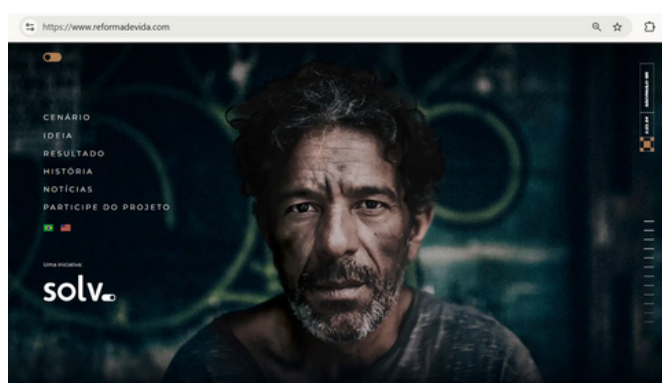 https://www.reformadevida.com
CENÁRIO
IDEIA
RESULTADO
HISTÓRIA
NOTÍCIAS
PARTICIPE DO PROJETO
Uma iniciativa:
solv